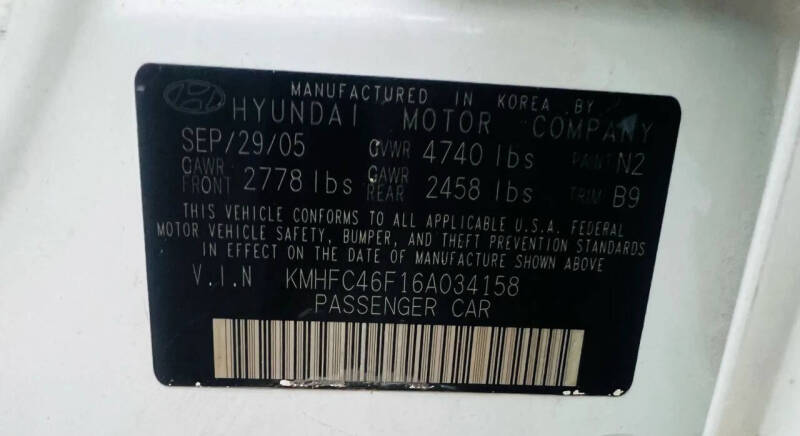 MANUFACTURED IN KOREA BY
HYUNDAI MOTOR COMPANY
SEP/29/05 GVWR 4740 lbs PAINT N2
GAWR FRONT 2778 lbs GAWR REAR 2458 lbs TRIM B9
THIS VEHICLE CONFORMS TO ALL APPLICABLE U.S.A. FEDERAL
MOTOR VEHICLE SAFETY, BUMPER, AND THEFT PREVENTION STANDARDS
IN EFFECT ON THE DATE OF MANUFACTURE SHOWN ABOVE
V.I.N KMHFC46F16A034158
PASSENGER CAR